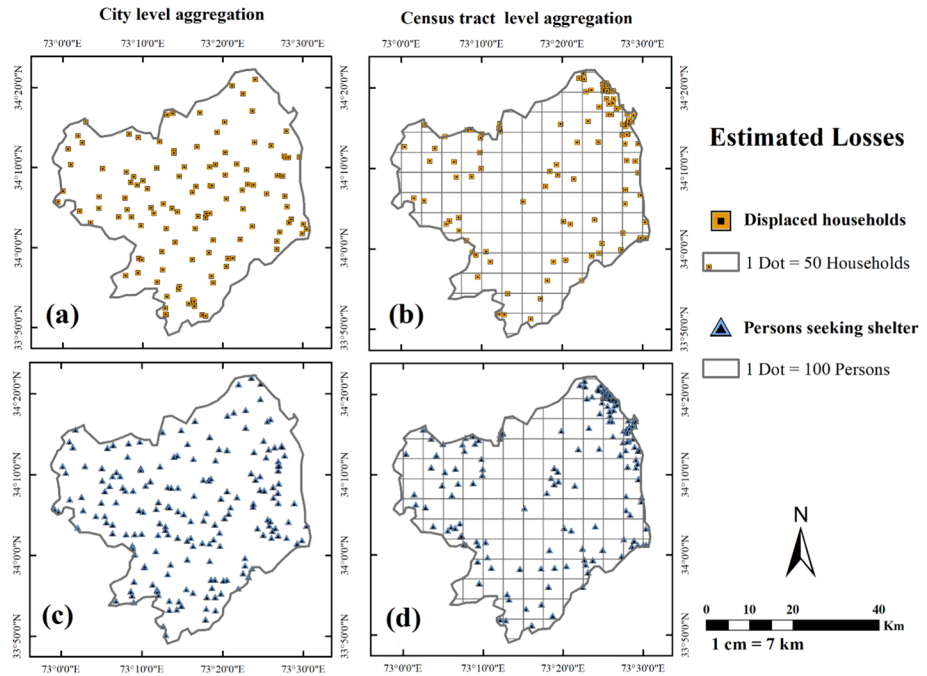 City level aggregation
Census tract level aggregation
73°0'0"E 73°10'0"E 73°20'0"E 73°30'0"E
73°0'0"E 73°10'0"E 73°20'0"E 73°30'0"E
34°20'0"N
34°10'0"N
34°0'0"N
33°50'0"N
(a)
34°20'0"N
34°10'0"N
34°0'0"N
33°50'0"N
(b)
34°20'0"N
34°10'0"N
34°0'0"N
33°50'0"N
(c)
34°20'0"N
34°10'0"N
34°0'0"N
33°50'0"N
(d)
73°0'0"E 73°10'0"E 73°20'0"E 73°30'0"E
73°0'0"E 73°10'0"E 73°20'0"E 73°30'0"E
Estimated Losses
Displaced households
1 Dot = 50 Households
Persons seeking shelter
1 Dot = 100 Persons
N
0 10 20 40
Km
1 cm = 7 km